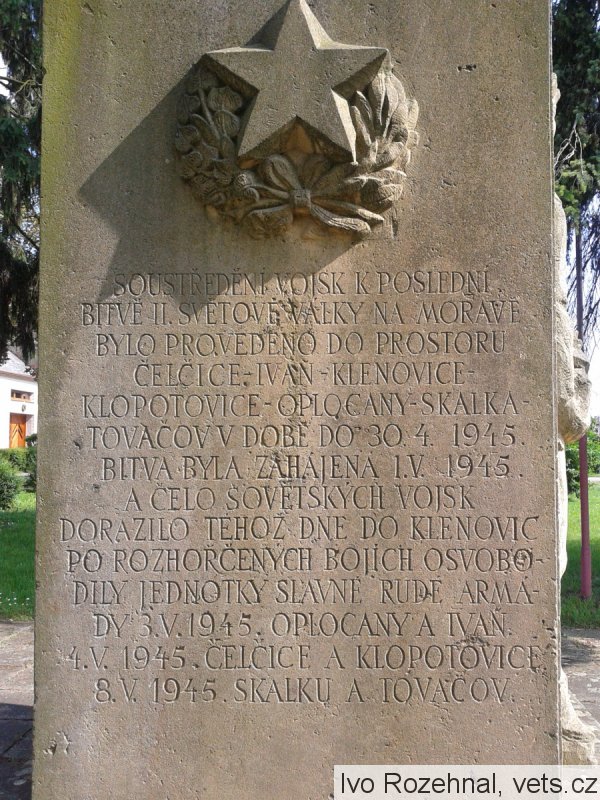 SOUSTŘEDĚNÍ VOJSK K POSLEDNÍ
BITVĚ II. SVĚTOVÉ VÁLKY NA MORAVĚ
BYLO PROVEDENO DO PROSTORU
ČELČICE-IVAŇ-KLENOVICE-
KLOPOTOVICE-OPLOCANY-SKALKA-
TOVAČOV V DOBĚ DO 30.4. 1945.
BITVA BYLA ZAHÁJENA 1.V. 1945.
A ČELO SOVĚTSKÝCH VOJSK
DORAZILO TEHOŽ DNE DO KLENOVIC
PO ROZHOŘČENÝCH BOJÍCH OSVOBO-
DILY JEDNOTKY SLAVNÉ RUDÉ ARMÁ-
DY 3.V. 1945. OPLOCANY A IVAŇ.
4.V. 1945. ČELČICE A KLOPOTOVICE
8.V. 1945. SKALKU A TOVAČOV.
Ivo Rozehnal, vets.cz